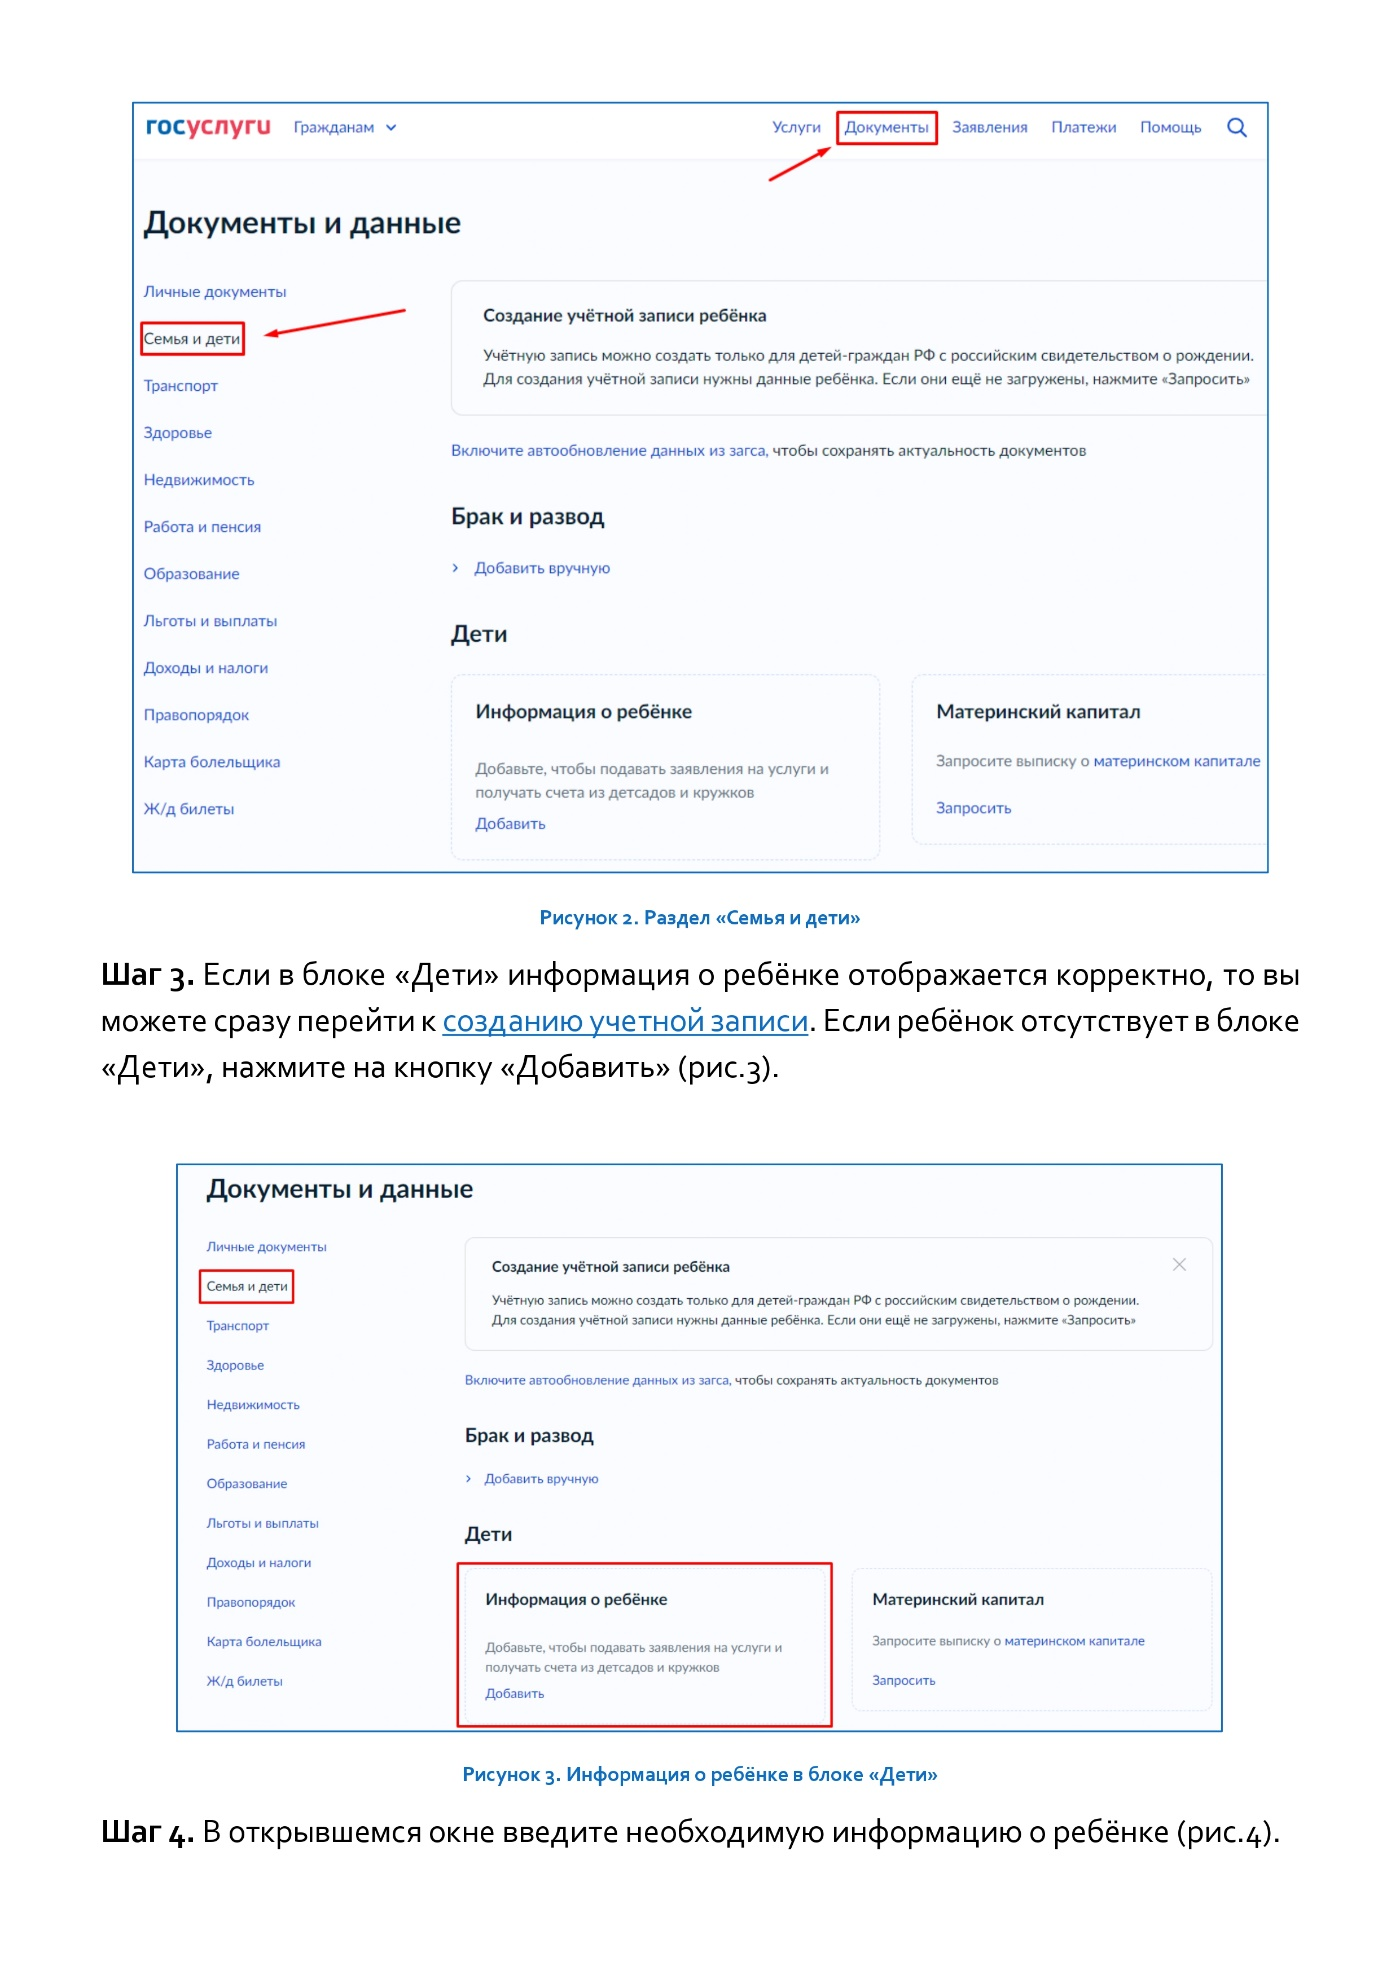 госуслуги Гражданам Услуги Документы Заявления Платежи Помощь
Документы и данные
Личные документы
Семья и дети
Транспорт
Здоровье
Недвижимость
Работа и пенсия
Образование
Льготы и выплаты
Доходы и налоги
Правопорядок
Карта болельщика
Ж/д билеты
Создание учётной записи ребёнка
Учётную запись можно создать только для детей-граждан РФ с российским свидетельством о рождении.
Для создания учётной записи нужны данные ребёнка. Если они ещё не загружены, нажмите «Запросить»
Включите автообновление данных из загса, чтобы сохранять актуальность документов
Брак и развод
Добавить вручную
Дети
Информация о ребёнке
Добавьте, чтобы подавать заявления на услуги и
получать счета из детсадов и кружков
Добавить
Материнский капитал
Запросите выписку о материнском капитале
Запросить
Рисунок 2. Раздел «Семья и дети»
Шаг 3. Если в блоке «Дети» информация о ребёнке отображается корректно, то вы
можете сразу перейти к созданию учетной записи. Если ребёнок отсутствует в блоке
«Дети», нажмите на кнопку «Добавить» (рис.3).
Документы и данные
Личные документы
Семья и дети
Транспорт
Здоровье
Недвижимость
Работа и пенсия
Образование
Льготы и выплаты
Доходы и налоги
Правопорядок
Карта болельщика
Ж/д билеты
Создание учётной записи ребёнка
Учётную запись можно создать только для детей-граждан РФ с российским свидетельством о рождении.
Для создания учётной записи нужны данные ребёнка. Если они ещё не загружены, нажмите «Запросить»
Включите автообновление данных из загса, чтобы сохранять актуальность документов
Брак и развод
Добавить вручную
Дети
Информация о ребёнке
Добавьте, чтобы подавать заявления на услуги и
получать счета из детсадов и кружков
Добавить
Материнский капитал
Запросите выписку о материнском капитале
Запросить
Рисунок 3. Информация о ребёнке в блоке «Дети»
Шаг 4. В открывшемся окне введите необходимую информацию о ребёнке (рис.4).